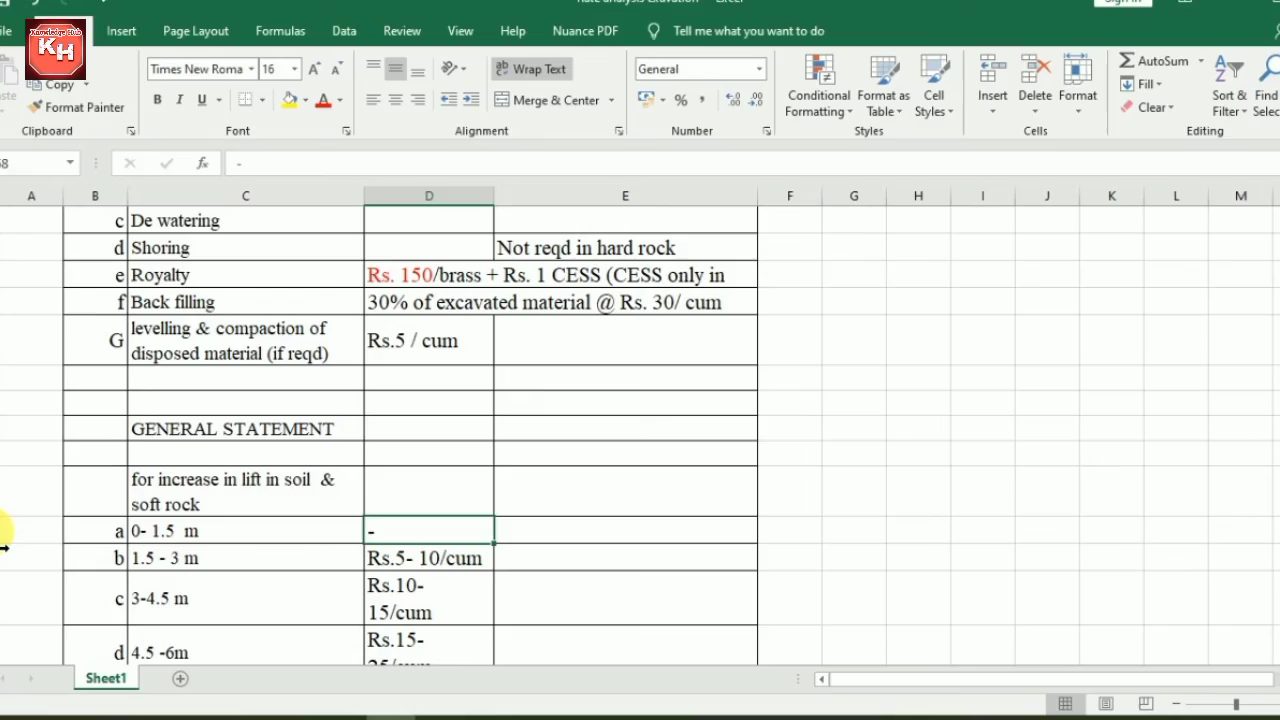 Knowledge Hub
KH
Insert Page Layout Formulas Data Review View Help Nuance PDF Tell me what you want to do
Copy
Format Painter
Clipboard
Times New Roma 16
B I U
Font
Wrap Text
Merge & Center
Alignment
General
%
Number
Conditional Formatting
Format as Table
Cell Styles
Styles
Insert Delete Format
Cells
AutoSum
Fill
Clear
Sort & Filter
Editing
fx -
A B C D E F G H I J K L M
c De watering
d Shoring Not reqd in hard rock
e Royalty Rs. 150/brass + Rs. 1 CESS (CESS only in
f Back filling 30% of excavated material @ Rs. 30/ cum
G levelling & compaction of
disposed material (if reqd) Rs.5 / cum
GENERAL STATEMENT
for increase in lift in soil &
soft rock
a 0- 1.5 m -
b 1.5 - 3 m Rs.5- 10/cum
c 3-4.5 m Rs.10-
15/cum
d 4.5 -6m Rs.15-
Sheet1